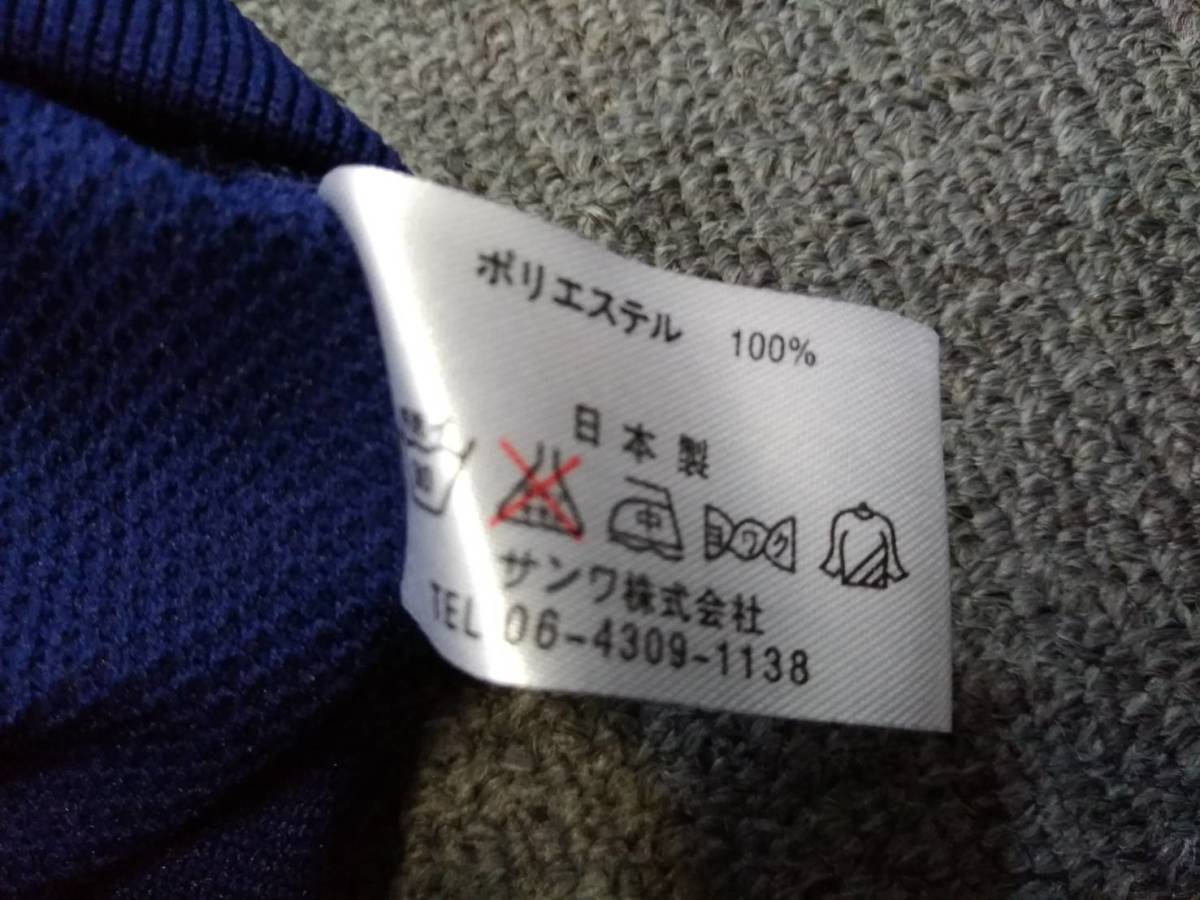 ポリエステル 100%
日本製
中 ヨワク
サンワ株式会社
TEL 06-4309-1138